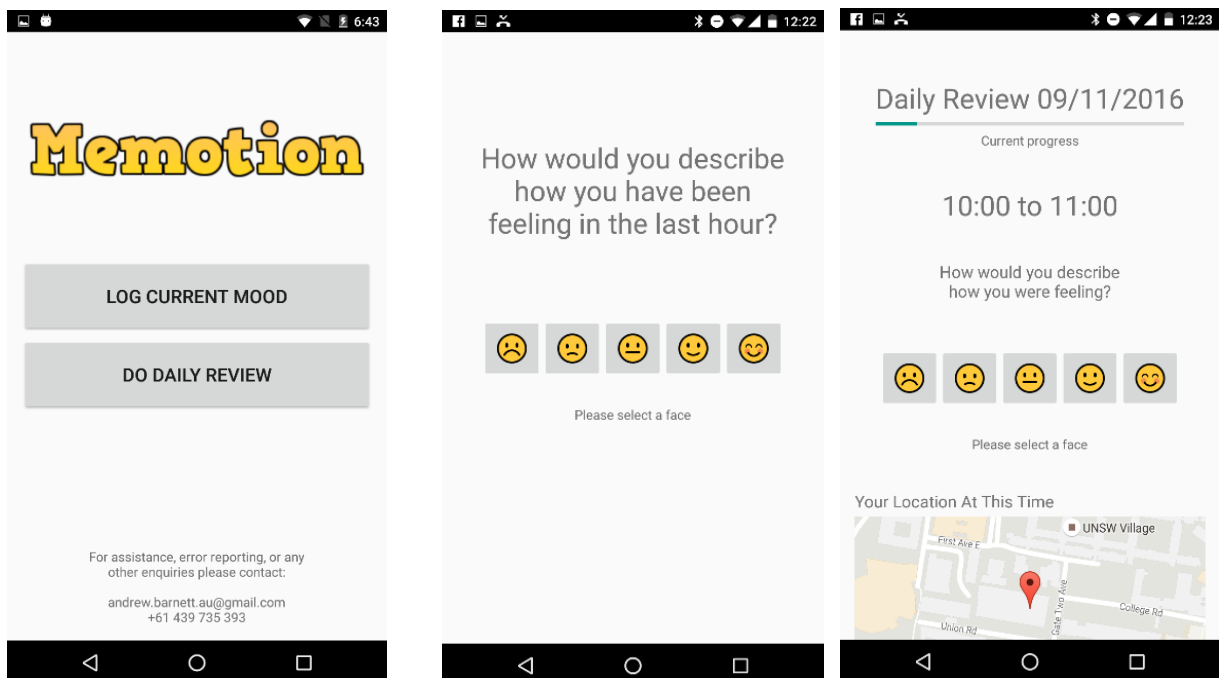 6:43
Memotion
LOG CURRENT MOOD
DO DAILY REVIEW
For assistance, error reporting, or any
other enquiries please contact:
andrew.barnett.au@gmail.com
+61 439 735 393
12:22
How would you describe
how you have been
feeling in the last hour?
Please select a face
12:23
Daily Review 09/11/2016
Current progress
10:00 to 11:00
How would you describe
how you were feeling?
Please select a face
Your Location At This Time
UNSW Village
First Ave E
Gate Two Ave
College Rd
Union Rd